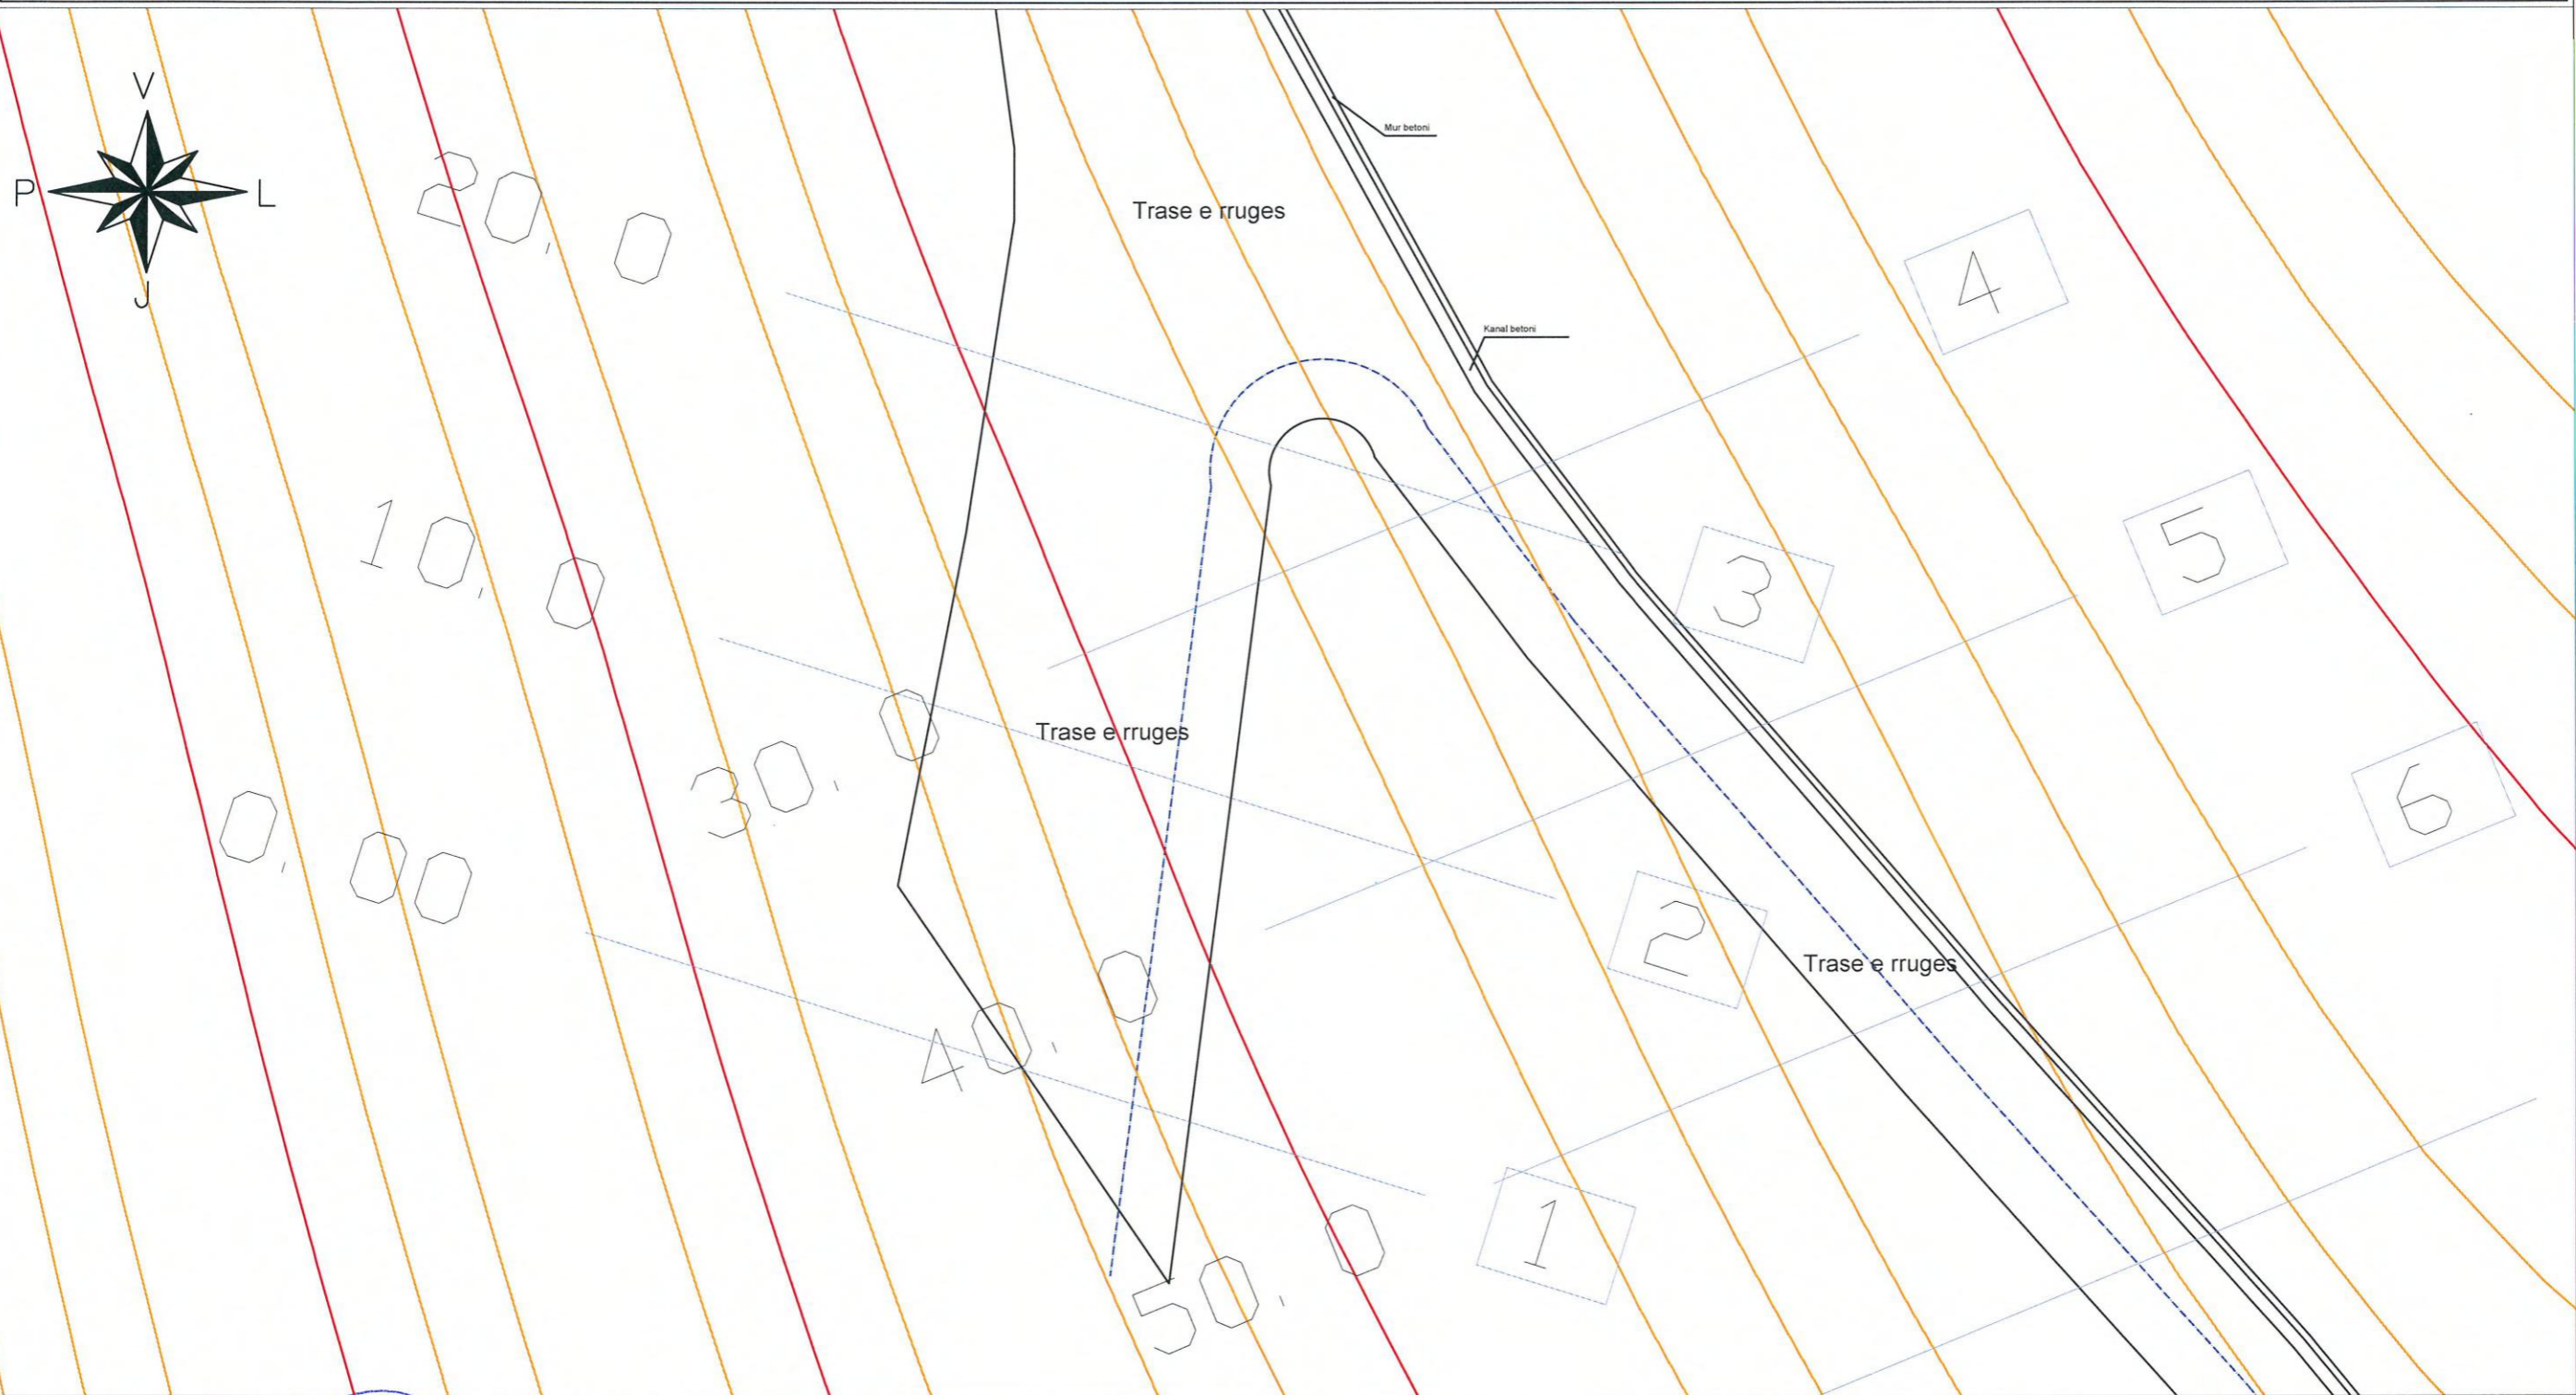 V
P
L
J
Mur betoni
20,0
Trase e rruges
4
Kanal betoni
10,0
3
5
Trase e rruges
30,0
6
0,00
2
Trase e rruges
40,0
1
50,0